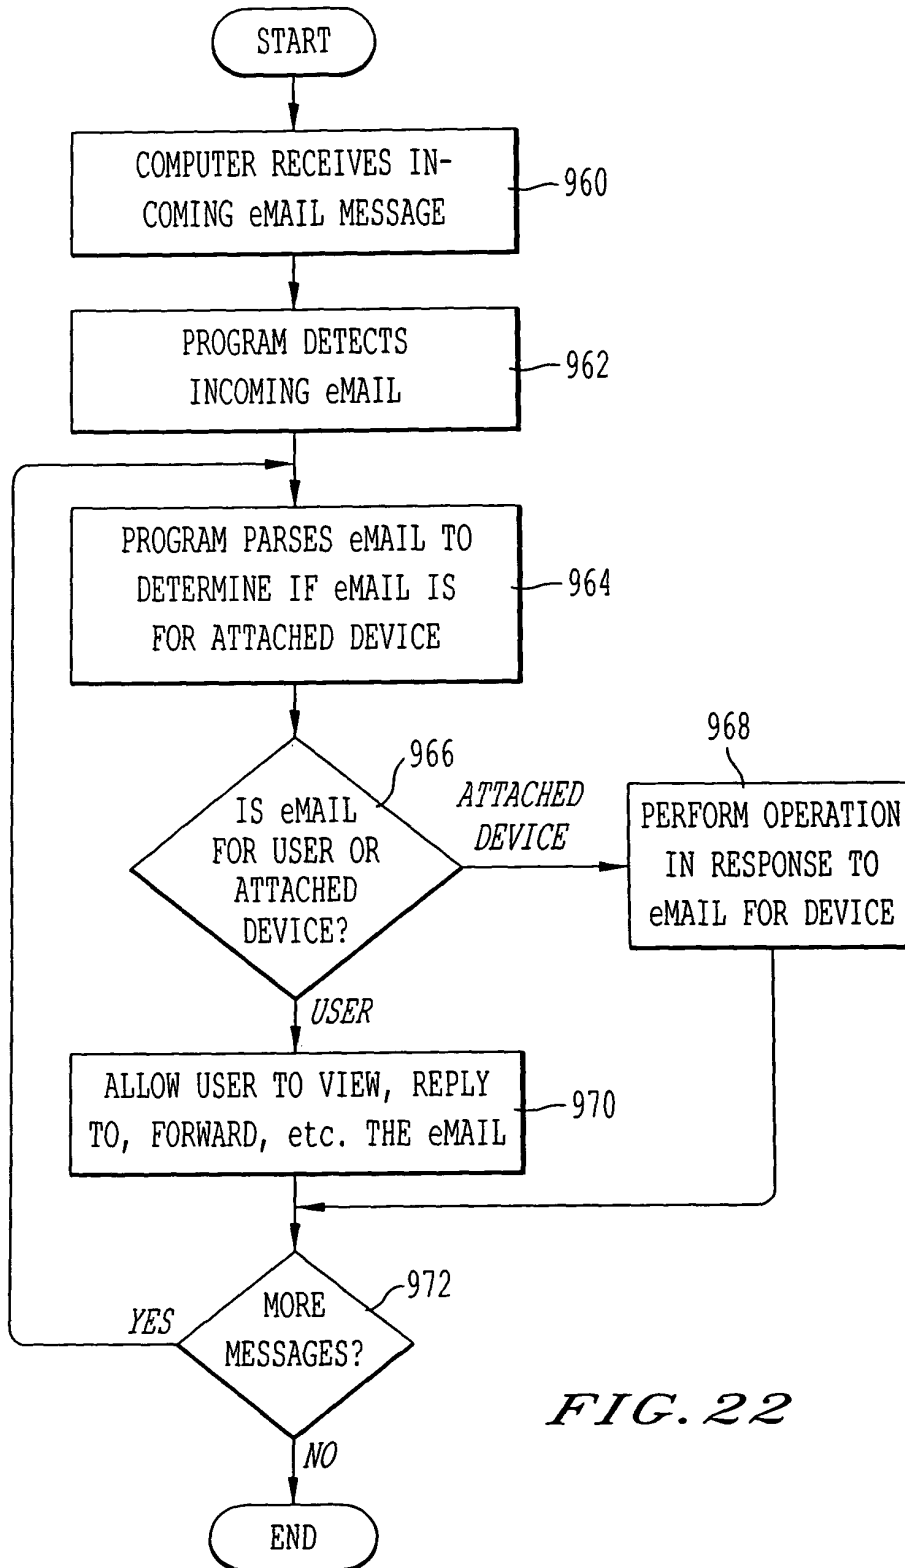 START
COMPUTER RECEIVES IN-
COMING eMAIL MESSAGE
960
PROGRAM DETECTS
INCOMING eMAIL
962
PROGRAM PARSES eMAIL TO
DETERMINE IF eMAIL IS
FOR ATTACHED DEVICE
964
IS eMAIL
FOR USER OR
ATTACHED
DEVICE?
966
ATTACHED
DEVICE
968
PERFORM OPERATION
IN RESPONSE TO
eMAIL FOR DEVICE
USER
ALLOW USER TO VIEW, REPLY
TO, FORWARD, etc. THE eMAIL
970
MORE
MESSAGES?
972
YES
NO
END
FIG. 22